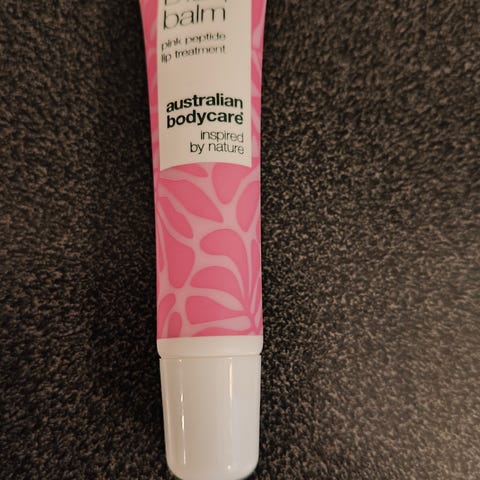 balm
pink peptide
lip treatment
australian
bodycare®
inspired
by nature